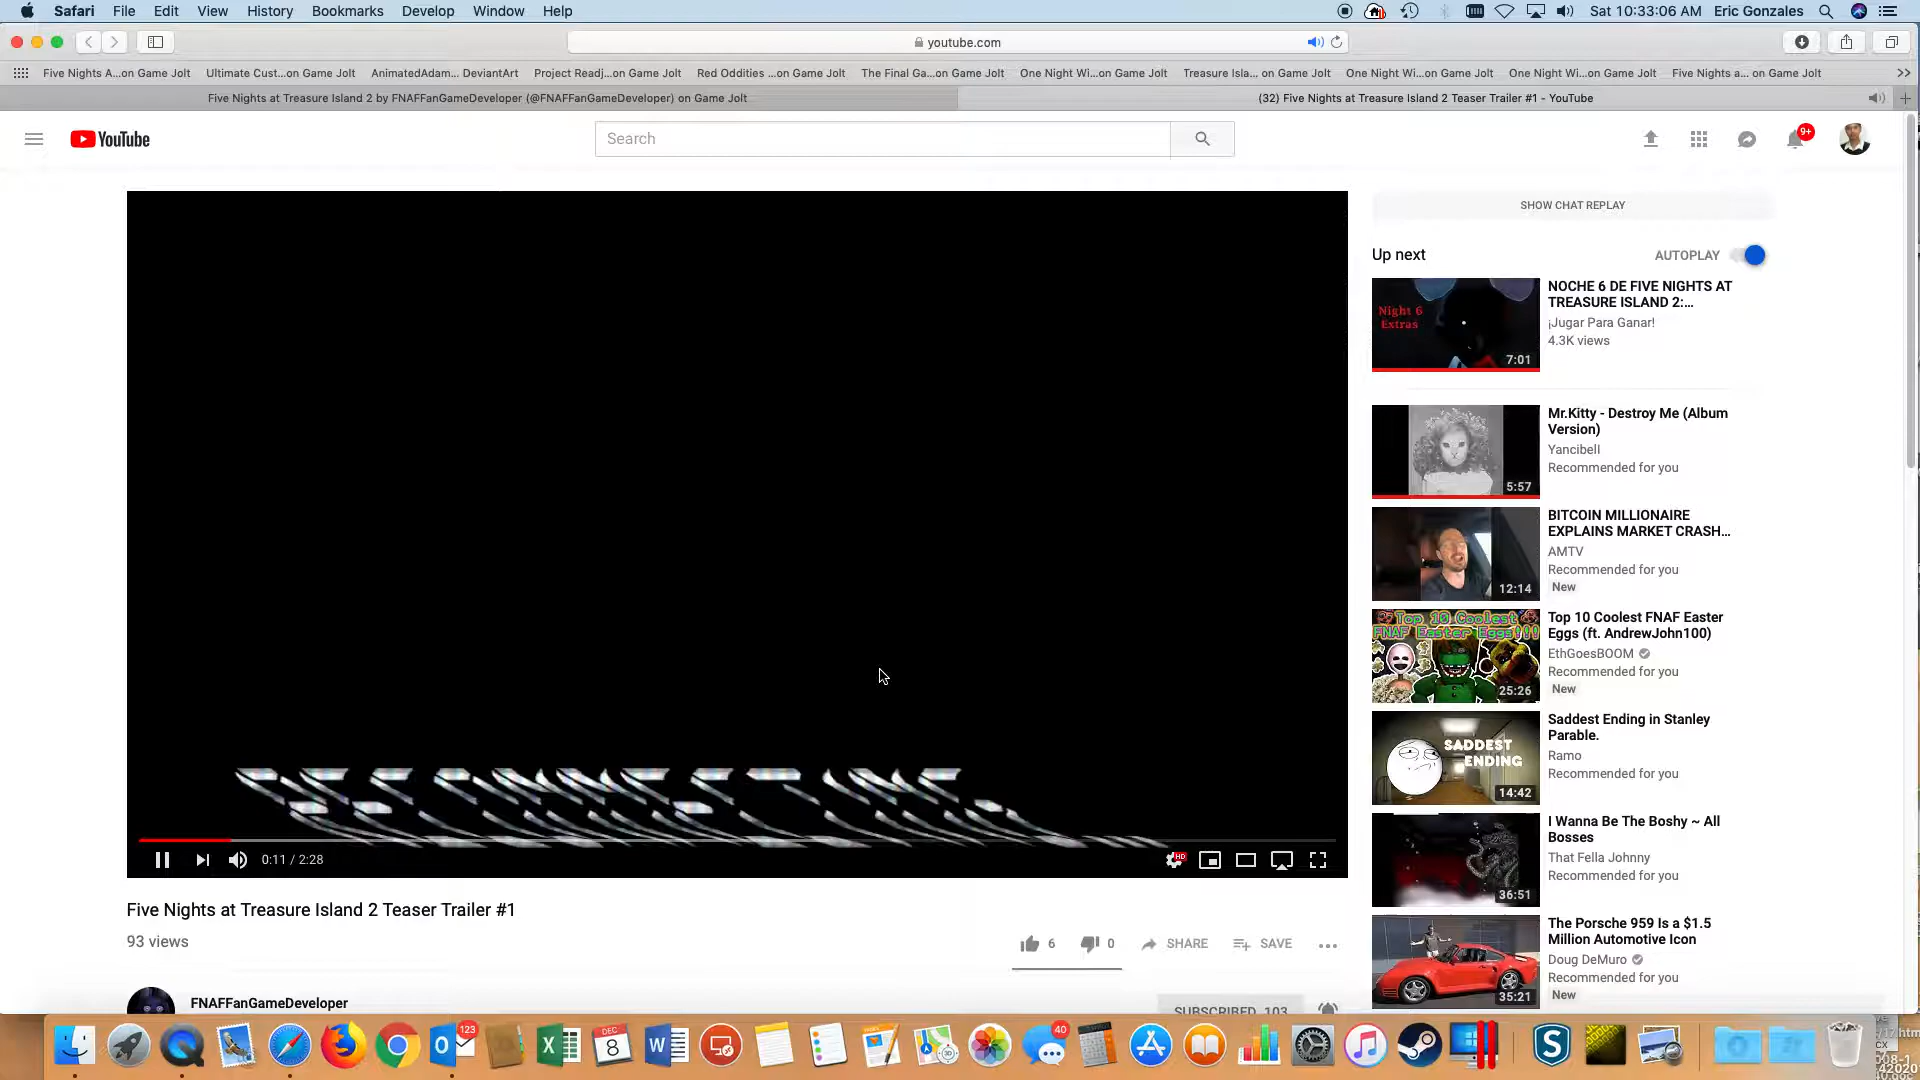 Safari File Edit View History Bookmarks Develop Window Help
Sat 10:33:06 AM Eric Gonzales
youtube.com
Five Nights A...on Game Jolt Ultimate Cust...on Game Jolt AnimatedAdam... DeviantArt Project Readj...on Game Jolt Red Oddities ...on Game Jolt The Final Ga...on Game Jolt One Night Wi...on Game Jolt Treasure Isla... on Game Jolt One Night Wi...on Game Jolt One Night Wi...on Game Jolt Five Nights a... on Game Jolt
Five Nights at Treasure Island 2 by FNAFFanGameDeveloper (@FNAFFanGameDeveloper) on Game Jolt
(32) Five Nights at Treasure Island 2 Teaser Trailer #1 - YouTube
YouTube
Search
9+
SHOW CHAT REPLAY
Up next
AUTOPLAY
Night 6
Extras
7:01
NOCHE 6 DE FIVE NIGHTS AT
TREASURE ISLAND 2:...
¡Jugar Para Ganar!
4.3K views
5:57
Mr.Kitty - Destroy Me (Album
Version)
Yancibell
Recommended for you
12:14
BITCOIN MILLIONAIRE
EXPLAINS MARKET CRASH...
AMTV
Recommended for you
New
Top 10 Coolest
FNAF Easter Eggs!!!
25:26
Top 10 Coolest FNAF Easter
Eggs (ft. AndrewJohn100)
EthGoesBOOM
Recommended for you
New
SADDEST
ENDING
14:42
Saddest Ending in Stanley
Parable.
Ramo
Recommended for you
36:51
I Wanna Be The Boshy ~ All
Bosses
That Fella Johnny
Recommended for you
35:21
The Porsche 959 Is a $1.5
Million Automotive Icon
Doug DeMuro
Recommended for you
New
0:11 / 2:28
HD
Five Nights at Treasure Island 2 Teaser Trailer #1
93 views
6 0 SHARE SAVE
FNAFFanGameDeveloper
SUBSCRIBED 103
123
DEC
8
40